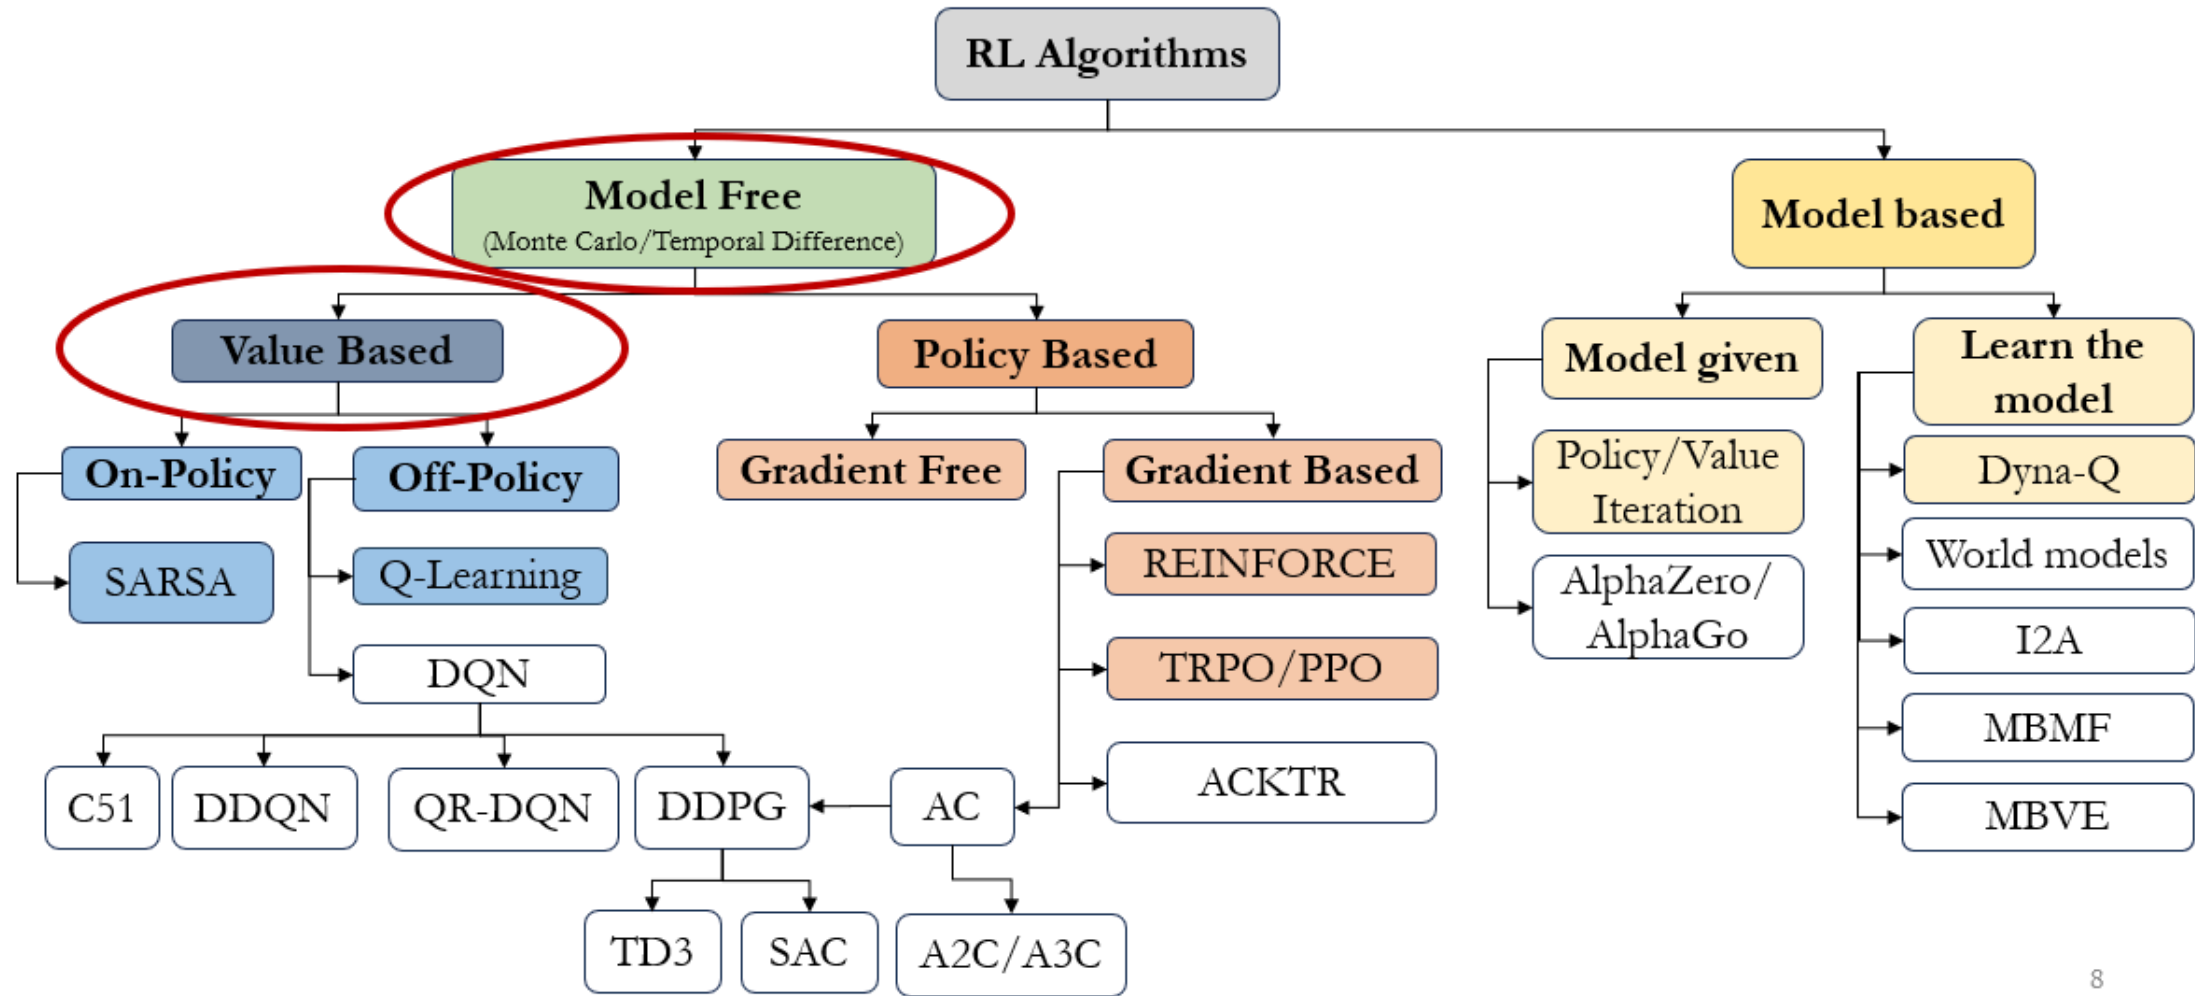 RL Algorithms
Model Free
(Monte Carlo/Temporal Difference)
Model based
Value Based
Policy Based
Model given
Learn the
model
On-Policy
Off-Policy
Gradient Free
Gradient Based
Policy/Value
Iteration
Dyna-Q
SARSA
Q-Learning
REINFORCE
AlphaZero/
AlphaGo
World models
I2A
DQN
TRPO/PPO
MBMF
C51
DDQN
QR-DQN
DDPG
AC
ACKTR
MBVE
TD3
SAC
A2C/A3C
8